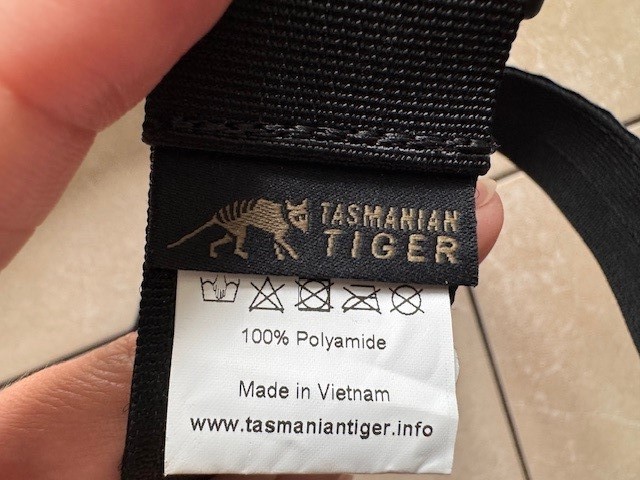 TASMANIAN
TIGER
100% Polyamide
Made in Vietnam
www.tasmaniantiger.info